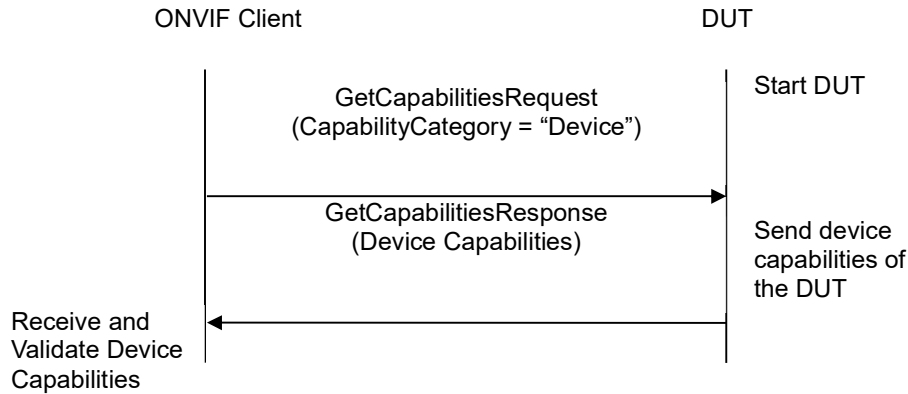 ONVIF Client
DUT
Start DUT
GetCapabilitiesRequest
(CapabilityCategory = “Device”)
GetCapabilitiesResponse
(Device Capabilities)
Send device
capabilities of
the DUT
Receive and
Validate Device
Capabilities